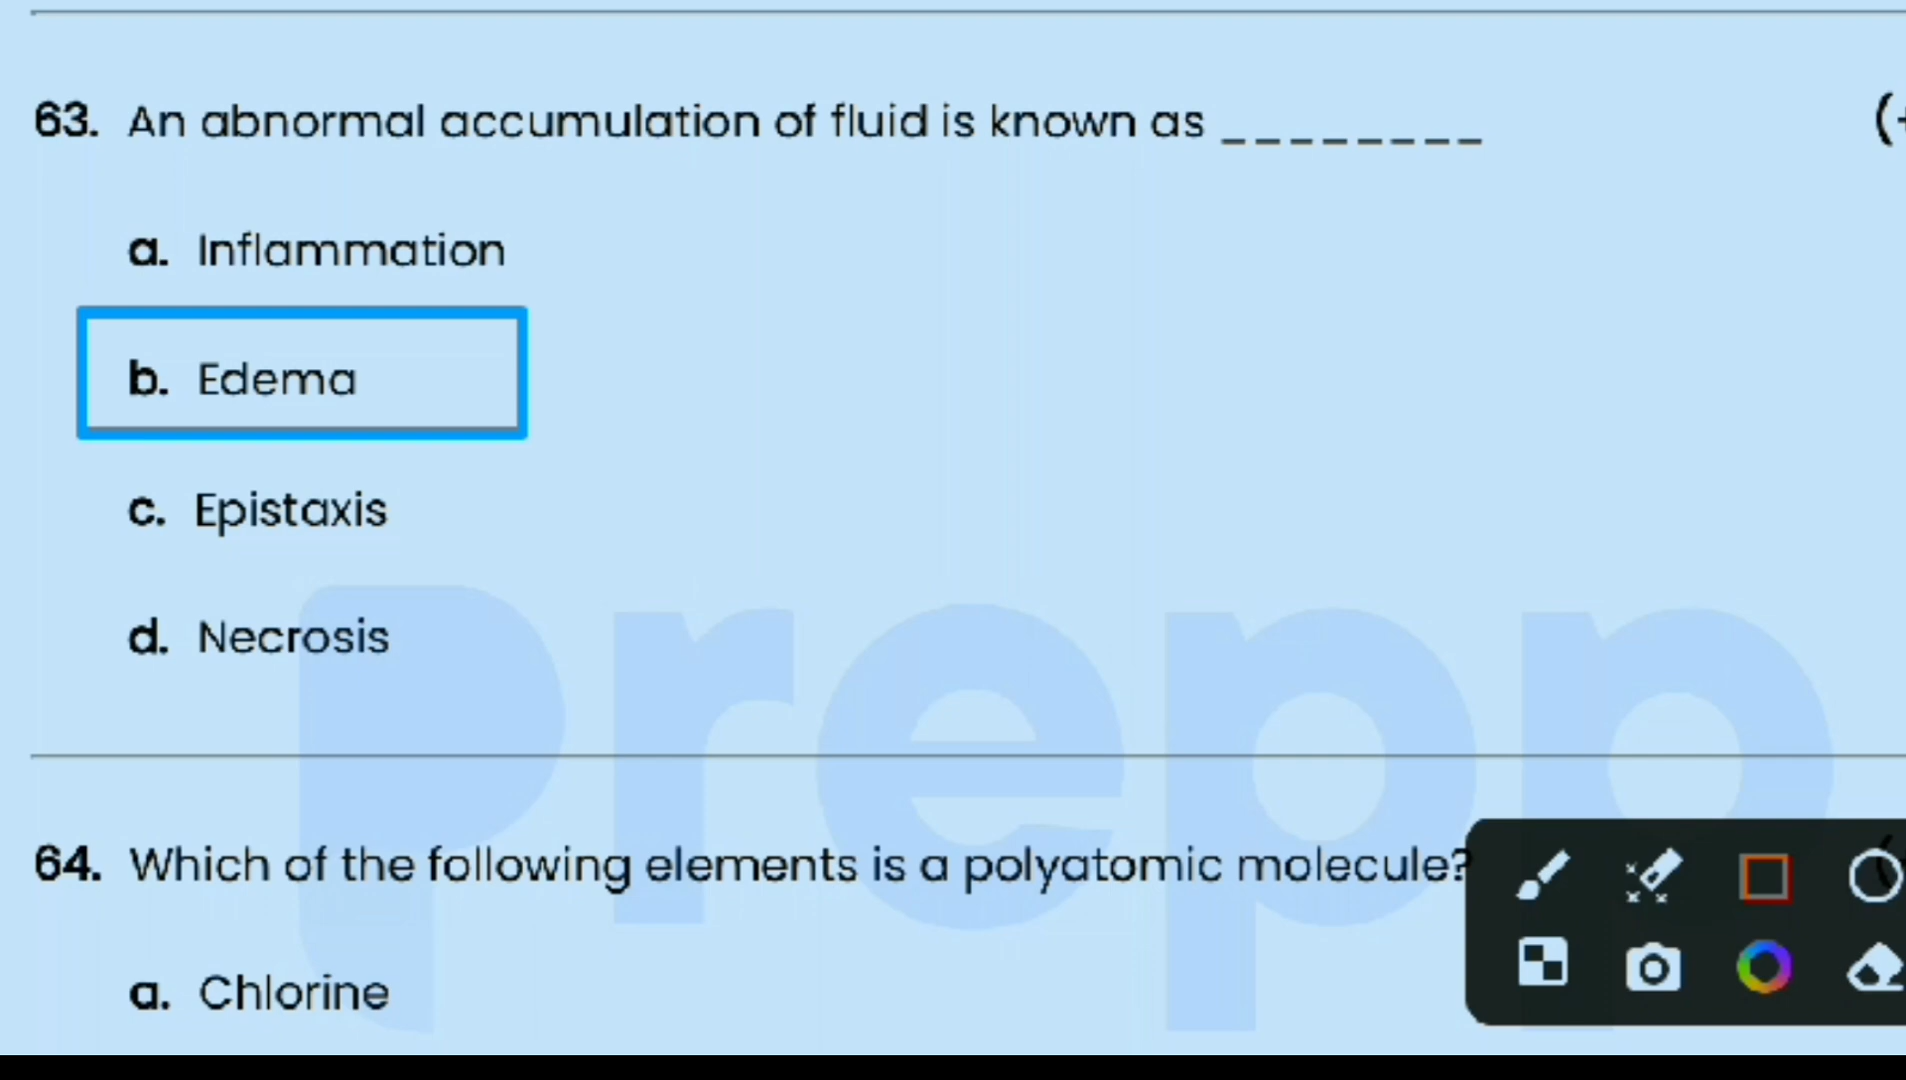 63. An abnormal accumulation of fluid is known as ________ (
a. Inflammation
b. Edema
c. Epistaxis
d. Necrosis
prepp
64. Which of the following elements is a polyatomic molecule?
a. Chlorine